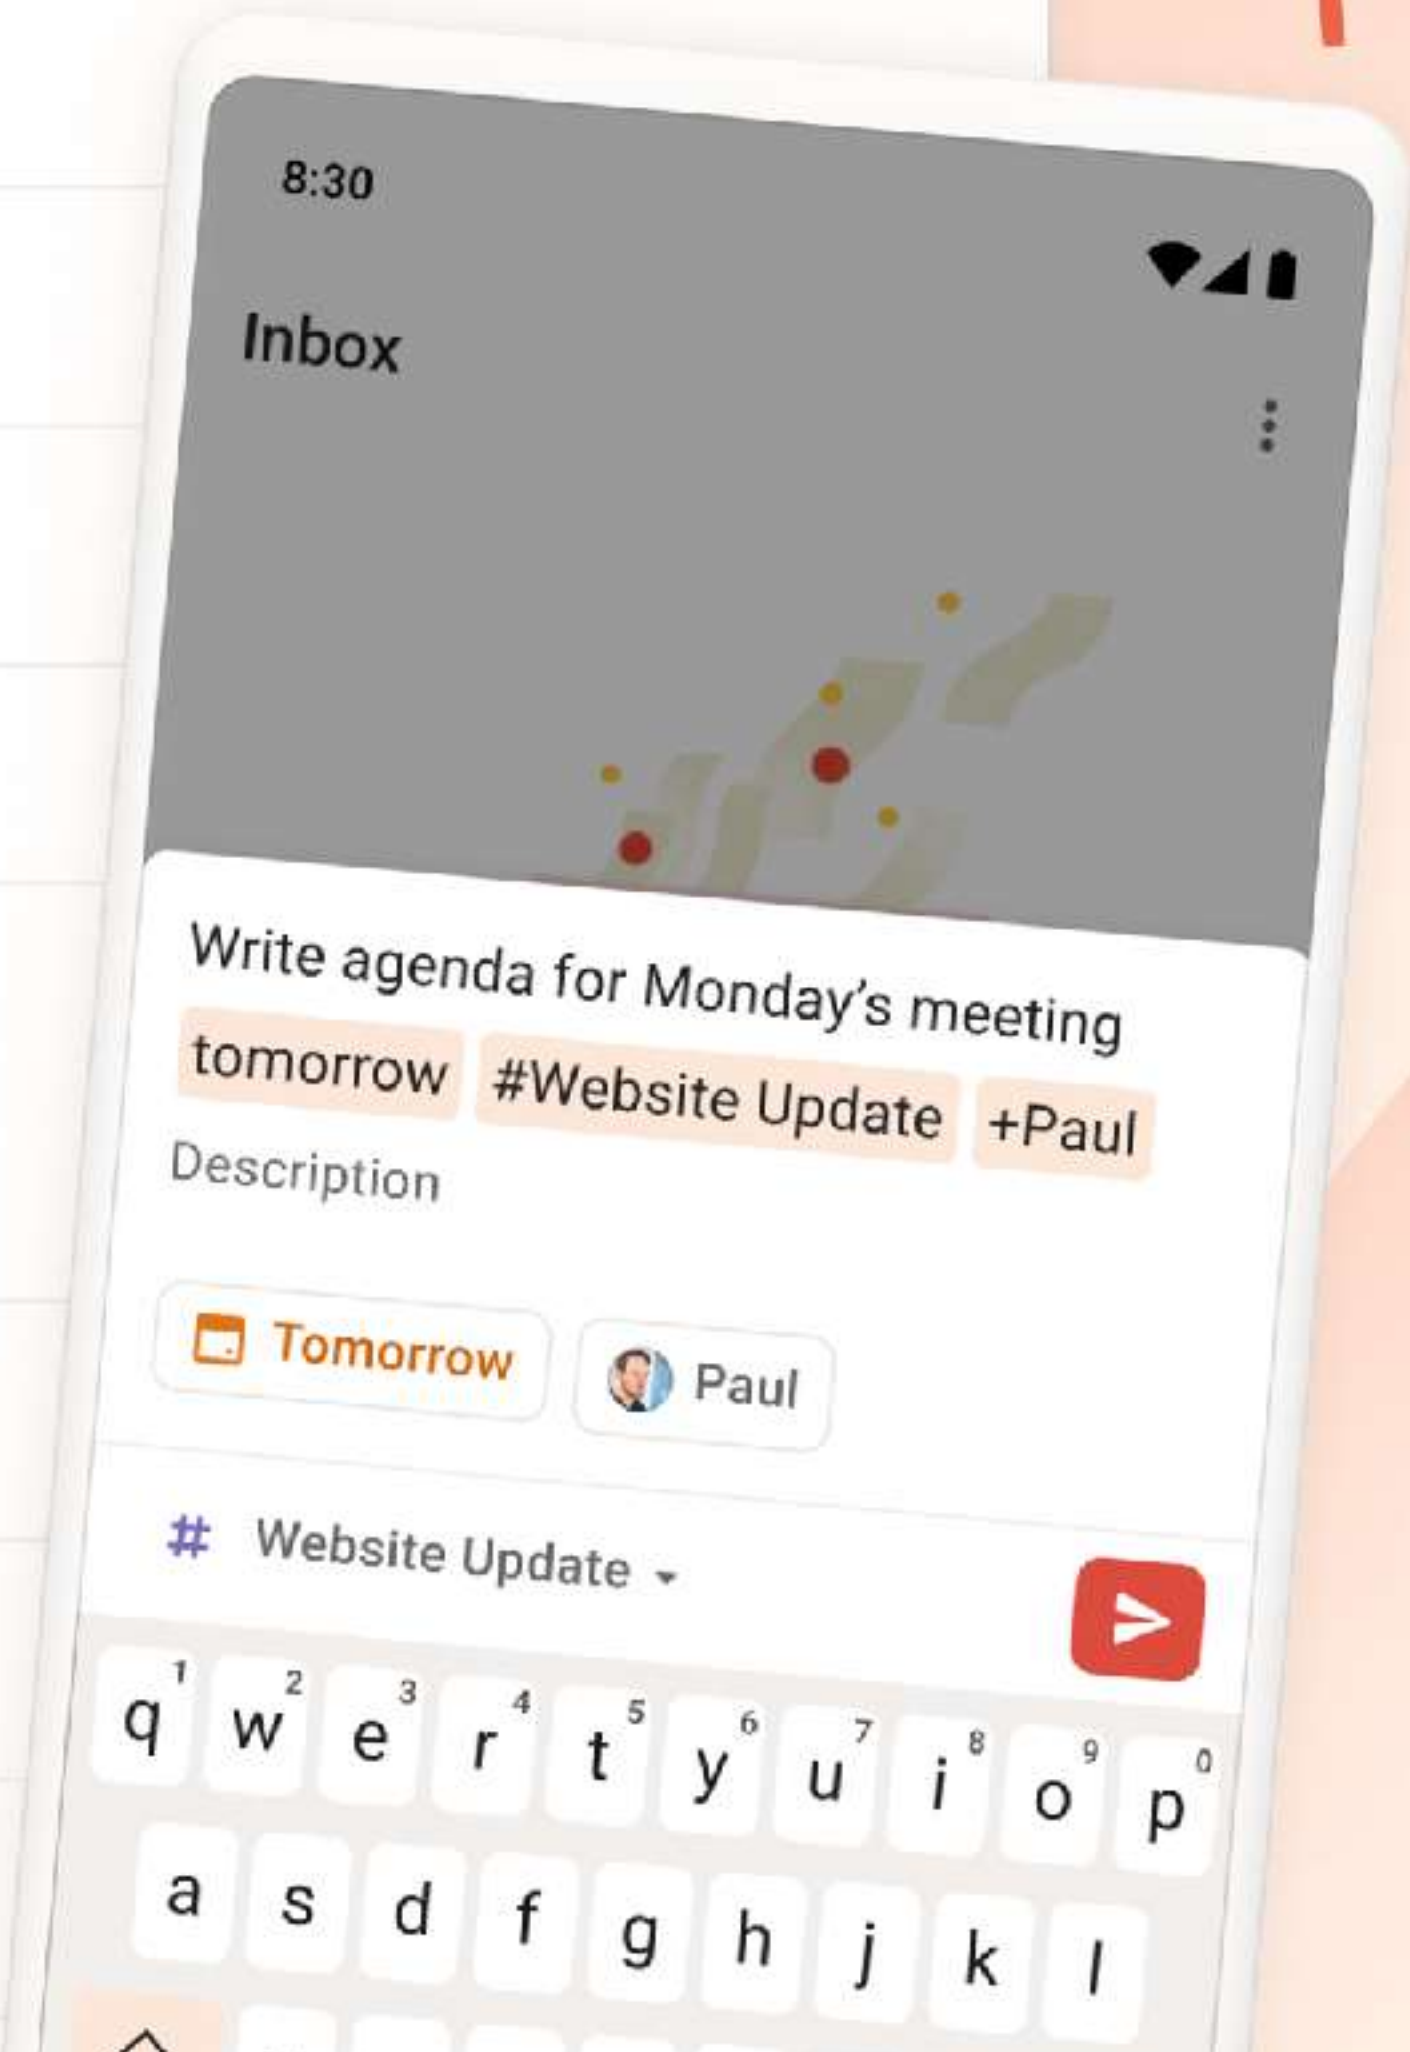 8:30
Inbox
Write agenda for Monday's meeting
tomorrow #Website Update +Paul
Description
Tomorrow Paul
# Website Update
1 2 3 4 5 6 7 8 9 0
q w e r t y u i o p
a s d f g h j k l